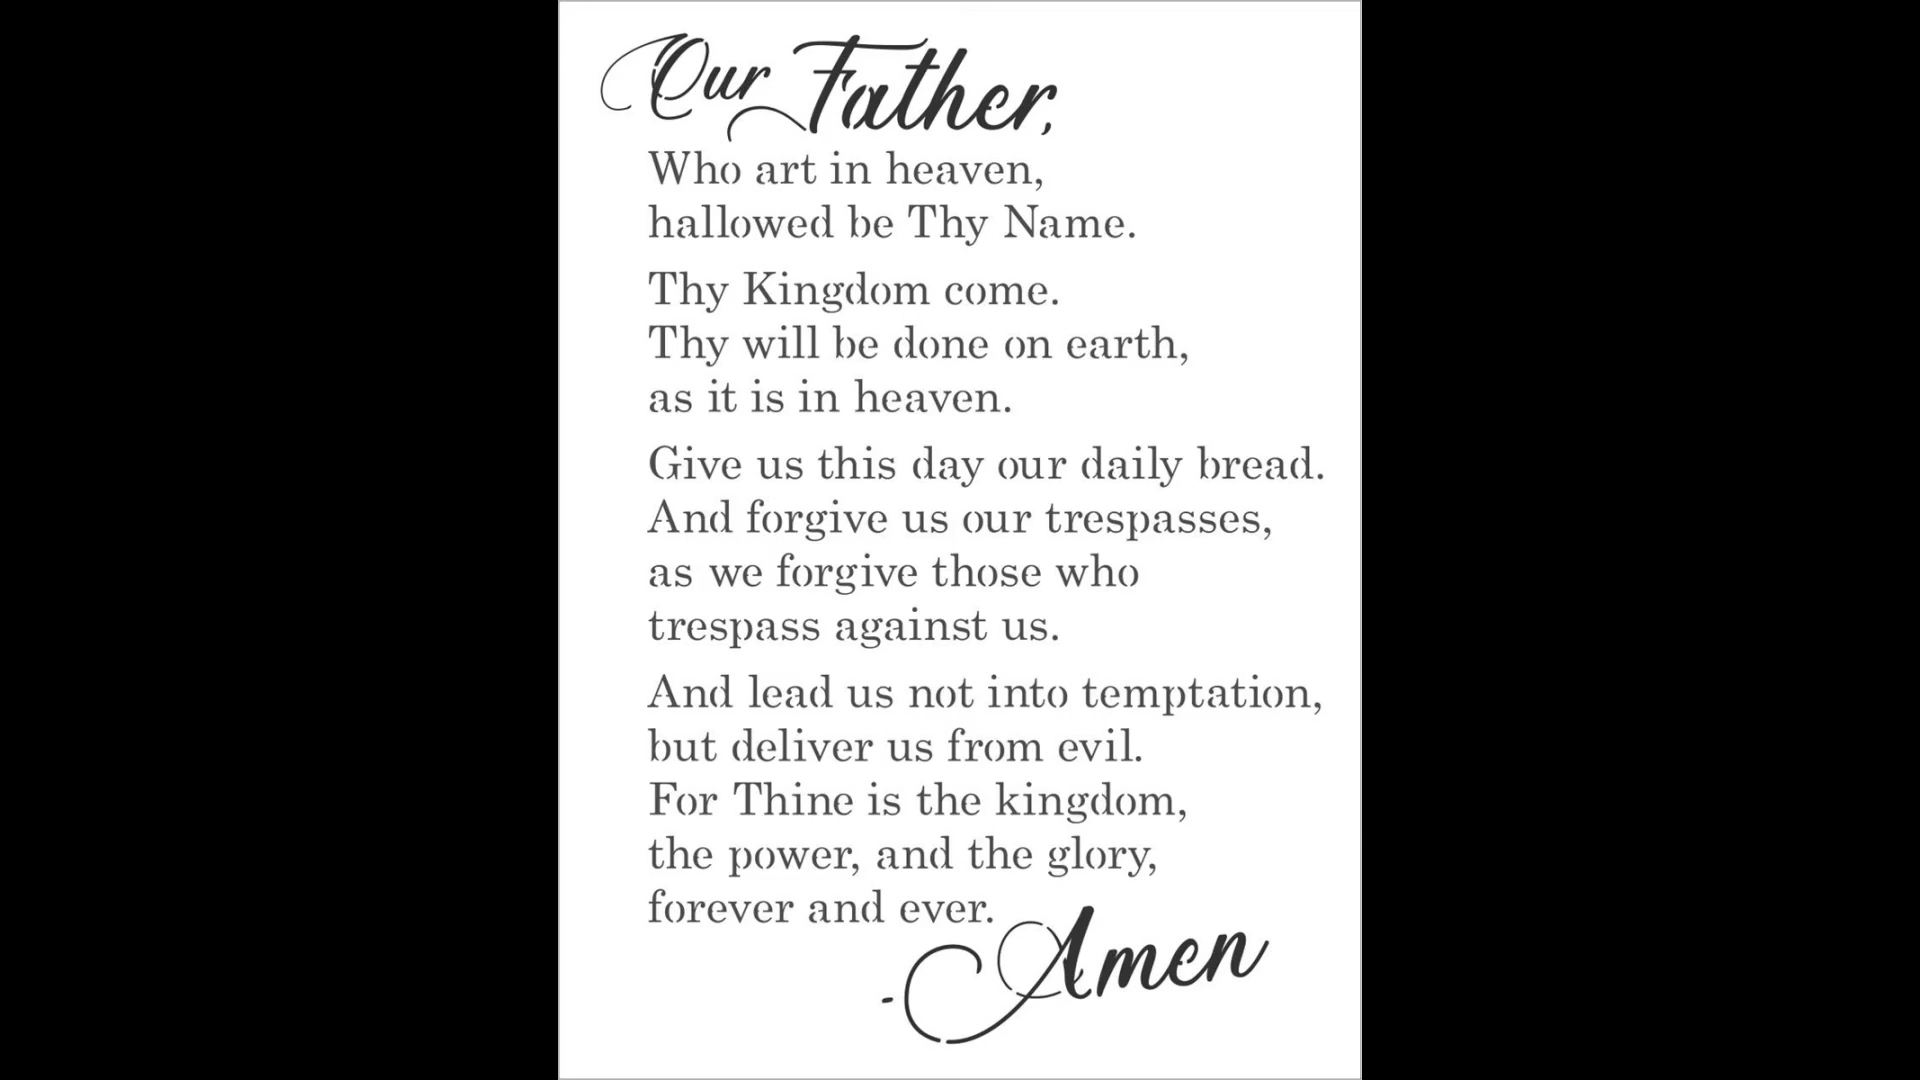 Our Father,
Who art in heaven,
hallowed be Thy Name.
Thy Kingdom come.
Thy will be done on earth,
as it is in heaven.
Give us this day our daily bread.
And forgive us our trespasses,
as we forgive those who
trespass against us.
And lead us not into temptation,
but deliver us from evil.
For Thine is the kingdom,
the power, and the glory,
forever and ever.
-Amen